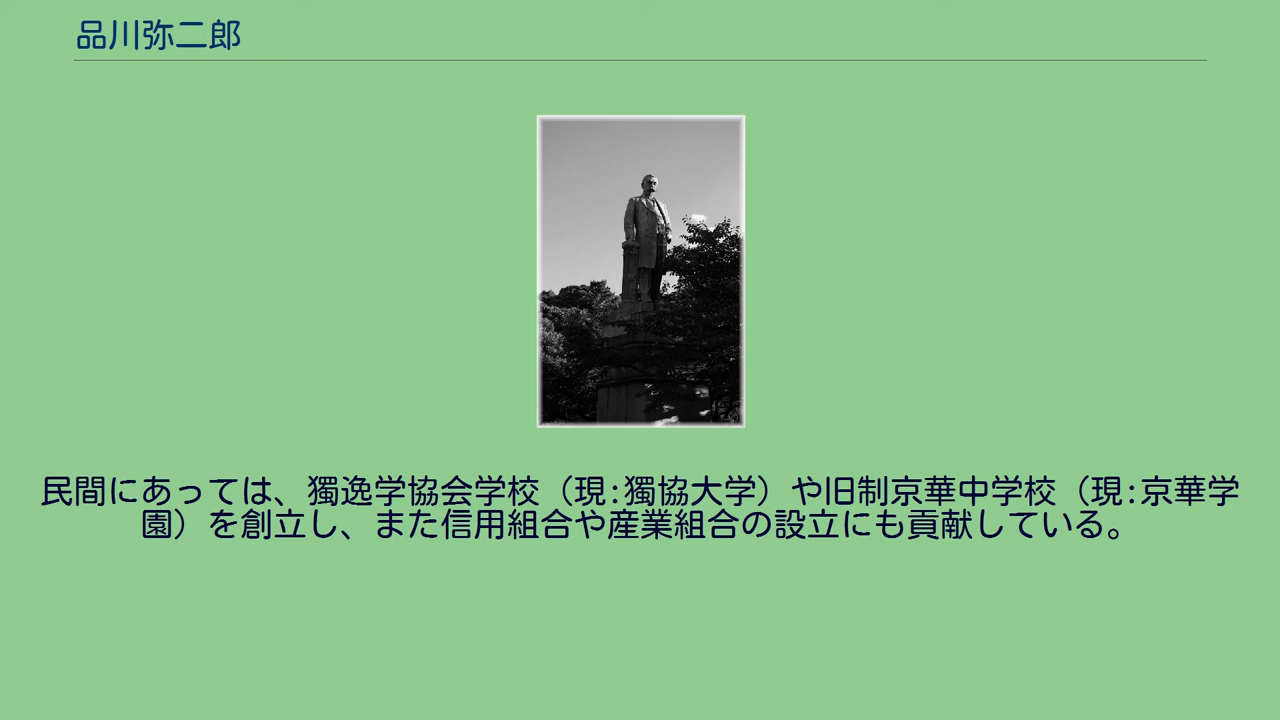 品川弥二郎
民間にあっては、獨逸学協会学校（現:獨協大学）や旧制京華中学校（現:京華学
園）を創立し、また信用組合や産業組合の設立にも貢献している。